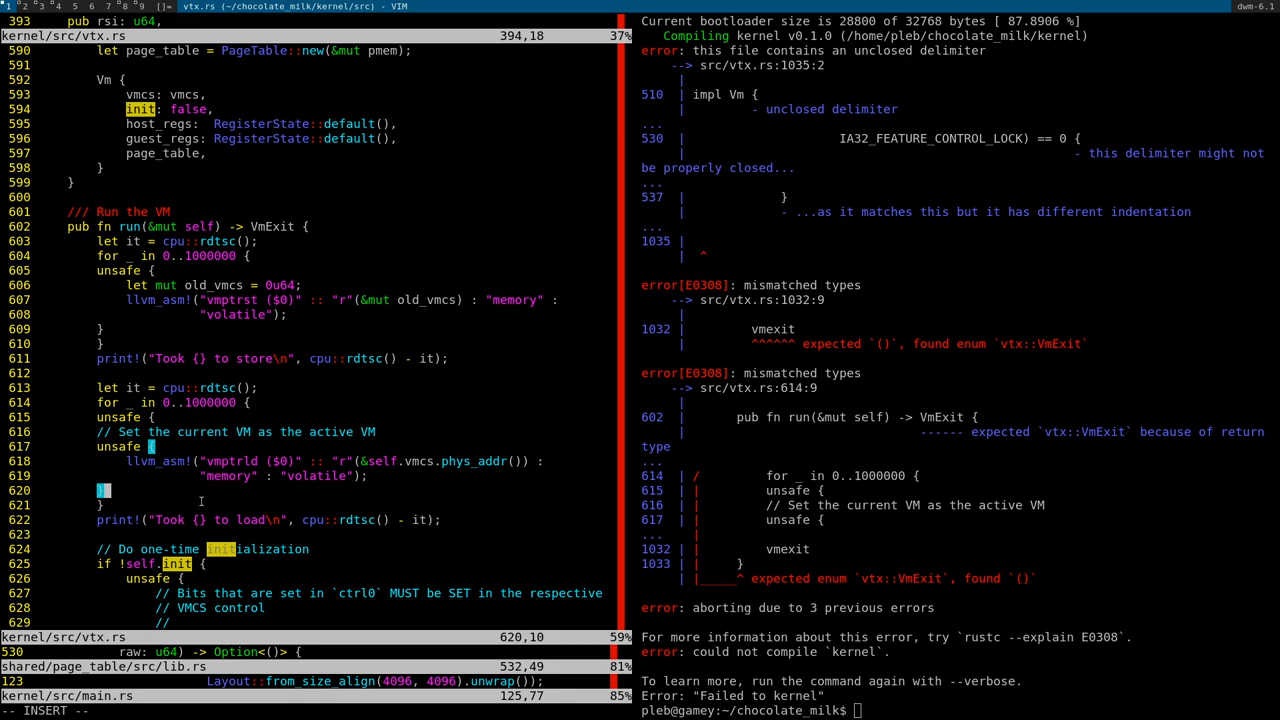 1 2 3 4 5 6 7 8 9 []= vtx.rs (~/chocolate_milk/kernel/src) - VIM dwm-6.1
393     pub rsi: u64,
kernel/src/vtx.rs 394,18 37%
590         let page_table = PageTable::new(&mut pmem);
591
592         Vm {
593             vmcs: vmcs,
594             init: false,
595             host_regs:  RegisterState::default(),
596             guest_regs: RegisterState::default(),
597             page_table,
598         }
599     }
600
601     /// Run the VM
602     pub fn run(&mut self) -> VmExit {
603         let it = cpu::rdtsc();
604         for _ in 0..1000000 {
605         unsafe {
606             let mut old_vmcs = 0u64;
607             llvm_asm!("vmptrst ($0)" :: "r"(&mut old_vmcs) : "memory" :
608                       "volatile");
609         }
610         }
611         print!("Took {} to store\n", cpu::rdtsc() - it);
612
613         let it = cpu::rdtsc();
614         for _ in 0..1000000 {
615         unsafe {
616         // Set the current VM as the active VM
617         unsafe {
618             llvm_asm!("vmptrld ($0)" :: "r"(&self.vmcs.phys_addr()) :
619                       "memory" : "volatile");
620         }
621         }
622         print!("Took {} to load\n", cpu::rdtsc() - it);
623
624         // Do one-time initialization
625         if !self.init {
626             unsafe {
627                 // Bits that are set in `ctrl0` MUST be SET in the respective
628                 // VMCS control
629                 //
kernel/src/vtx.rs 620,10 59%
530             raw: u64) -> Option<()> {
shared/page_table/src/lib.rs 532,49 81%
123                        Layout::from_size_align(4096, 4096).unwrap());
kernel/src/main.rs 125,77 85%
-- INSERT --
Current bootloader size is 28800 of 32768 bytes [ 87.8906 %]
   Compiling kernel v0.1.0 (/home/pleb/chocolate_milk/kernel)
error: this file contains an unclosed delimiter
    --> src/vtx.rs:1035:2
     |
510  | impl Vm {
     |         - unclosed delimiter
...
530  |                     IA32_FEATURE_CONTROL_LOCK) == 0 {
     |                                                     - this delimiter might not
be properly closed...
...
537  |             }
     |             - ...as it matches this but it has different indentation
...
1035 |
     |  ^
error[E0308]: mismatched types
    --> src/vtx.rs:1032:9
     |
1032 |         vmexit
     |         ^^^^^^ expected `()`, found enum `vtx::VmExit`
error[E0308]: mismatched types
    --> src/vtx.rs:614:9
     |
602  |       pub fn run(&mut self) -> VmExit {
     |                                ------ expected `vtx::VmExit` because of return
type
...
614  | /         for _ in 0..1000000 {
615  | |         unsafe {
616  | |         // Set the current VM as the active VM
617  | |         unsafe {
...  | |
1032 | |         vmexit
1033 | |     }
     | |_____^ expected enum `vtx::VmExit`, found `()`
error: aborting due to 3 previous errors
For more information about this error, try `rustc --explain E0308`.
error: could not compile `kernel`.
To learn more, run the command again with --verbose.
Error: "Failed to kernel"
pleb@gamey:~/chocolate_milk$